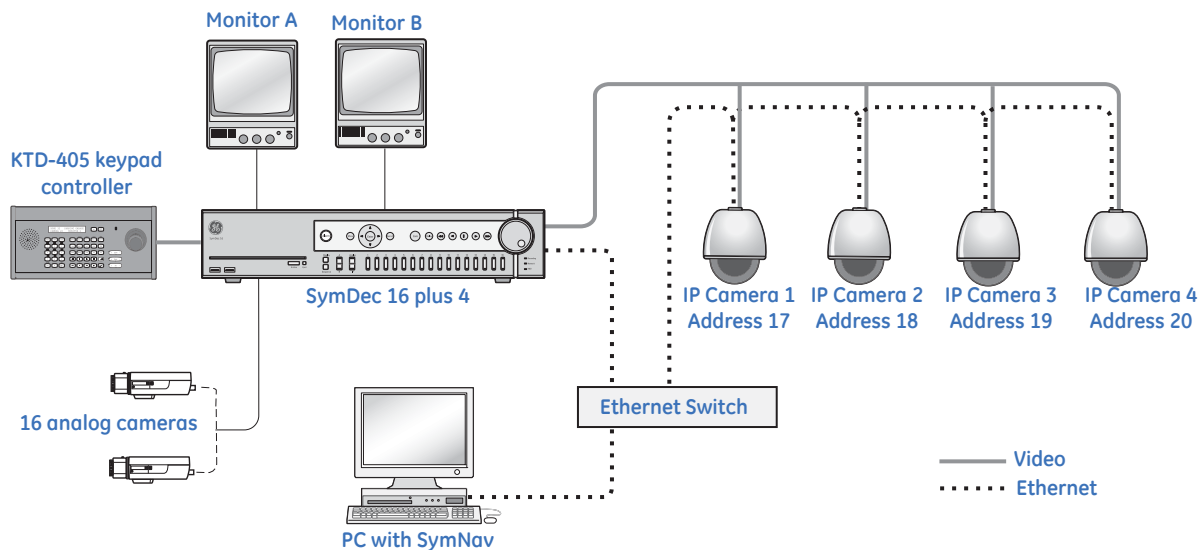 Monitor A
Monitor B
KTD-405 keypad
controller
SymDec 16 plus 4
IP Camera 1
Address 17
IP Camera 2
Address 18
IP Camera 3
Address 19
IP Camera 4
Address 20
16 analog cameras
Ethernet Switch
PC with SymNav
Video
Ethernet